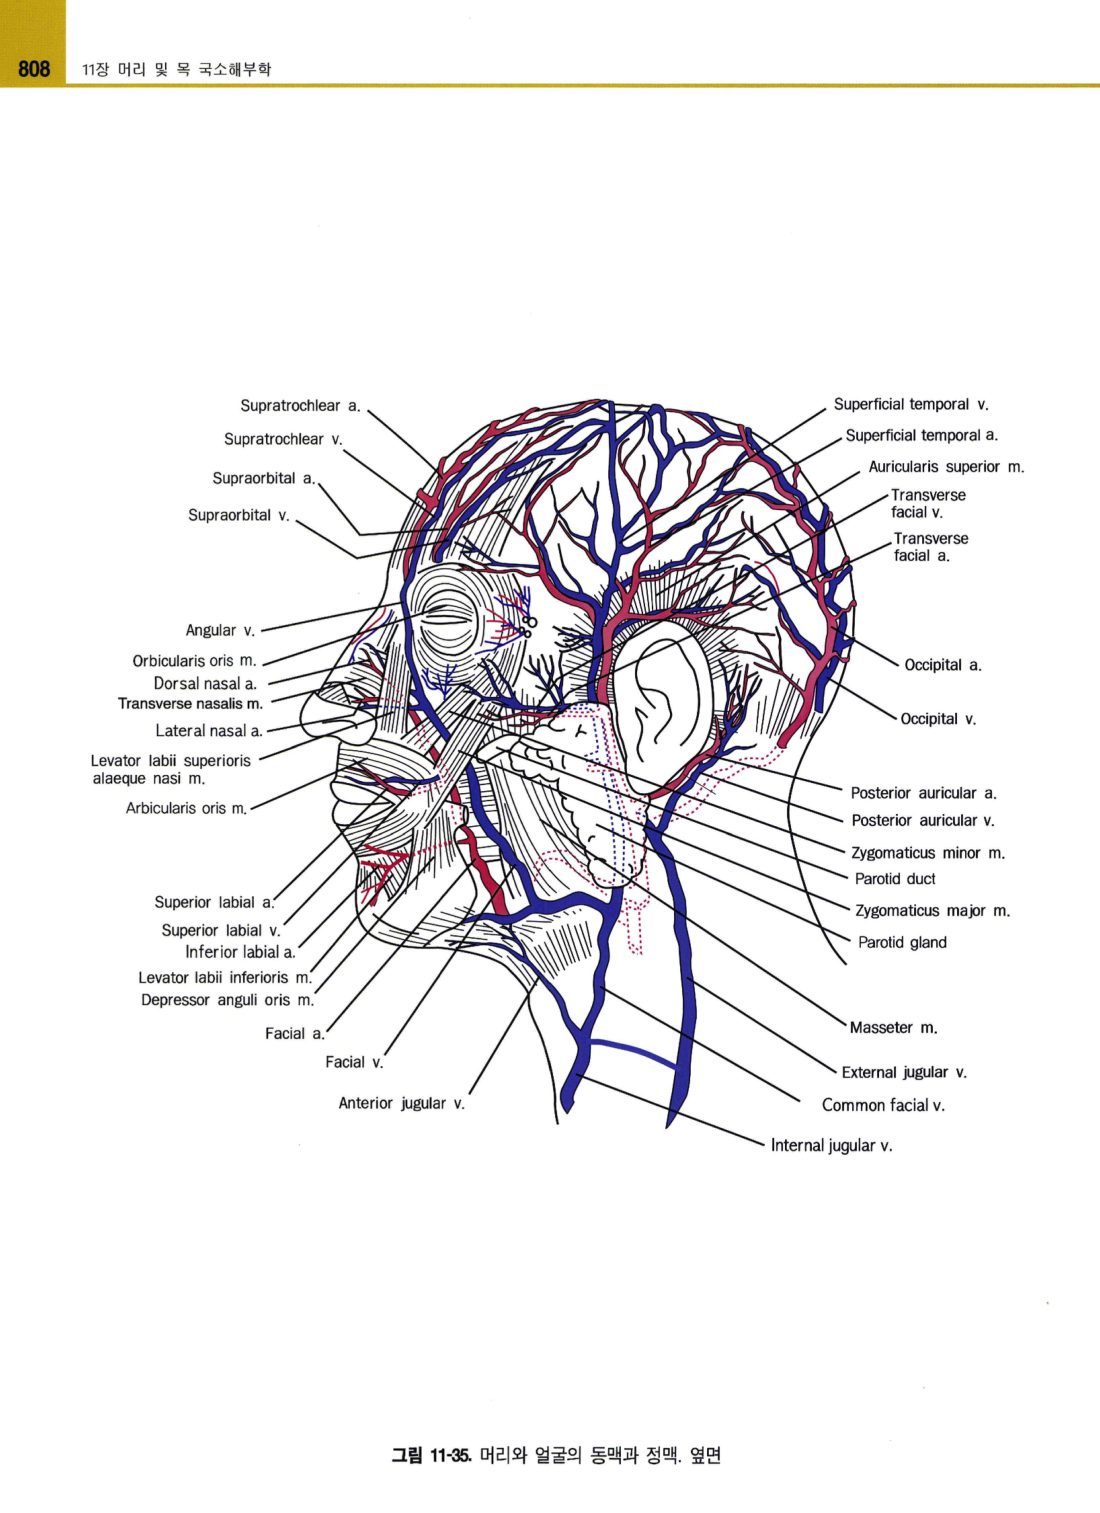 808
11장 머리 및 목 국소해부학
Supratrochlear a.
Supratrochlear v.
Supraorbital a.
Supraorbital v.
Angular v.
Orbicularis oris m.
Dorsal nasal a.
Transverse nasalis m.
Lateral nasal a.
Levator labii superioris
alaeque nasi m.
Arbicularis oris m.
Superior labial a.
Superior labial v.
Inferior labial a.
Levator labii inferioris m.
Depressor anguli oris m.
Facial a.
Facial v.
Anterior jugular v.
Superficial temporal v.
Superficial temporal a.
Auricularis superior m.
Transverse
facial v.
Transverse
facial a.
Occipital a.
Occipital v.
Posterior auricular a.
Posterior auricular v.
Zygomaticus minor m.
Parotid duct
Zygomaticus major m.
Parotid gland
Masseter m.
External jugular v.
Common facial v.
Internal jugular v.
그림 11-35. 머리와 얼굴의 동맥과 정맥. 옆면